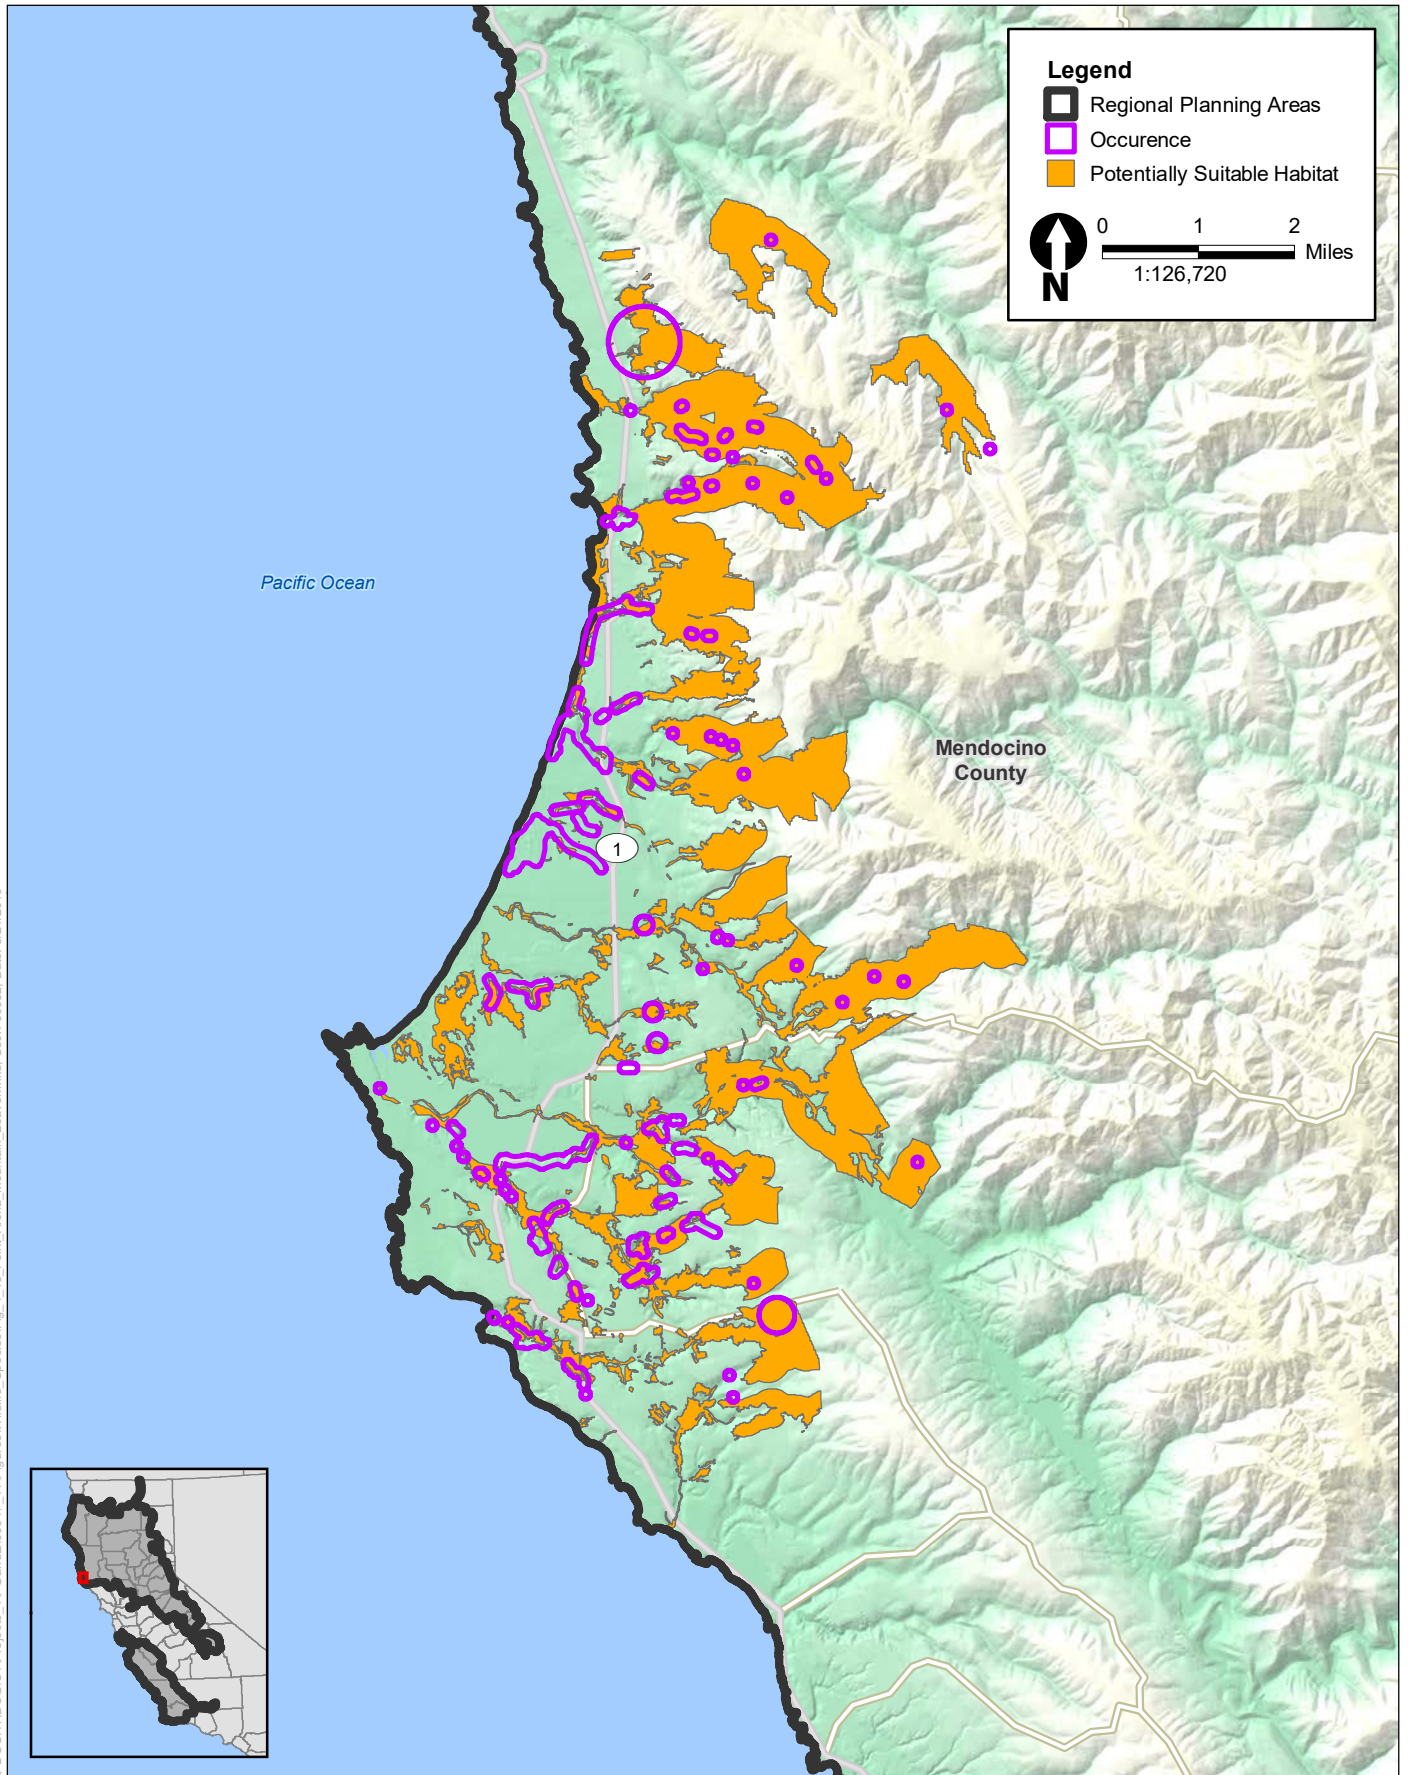 Legend
Regional Planning Areas
Occurence
Potentially Suitable Habitat
0 1 2
Miles
1:126,720
N
Pacific Ocean
Mendocino
County
1